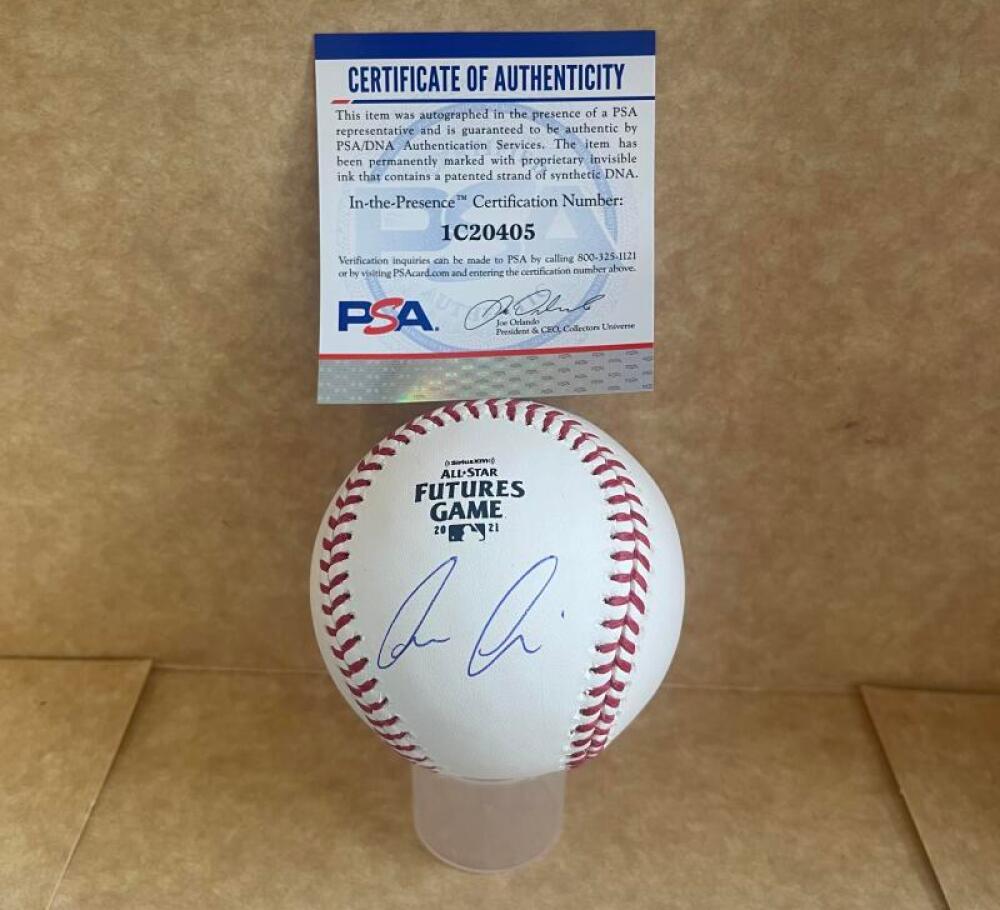 CERTIFICATE OF AUTHENTICITY
This item was autographed in the presence of a PSA
representative and is guaranteed to be authentic by
PSA/DNA Authentication Services. The item has
been permanently marked with proprietary invisible
ink that contains a patented strand of synthetic DNA.
In-the-Presence™ Certification Number:
1C20405
Verification inquiries can be made to PSA by calling 800-325-1121
or by visiting PSAcard.com and entering the certification number above.
PSA.
Joe Orlando
President & CEO, Collectors Universe
SiriusXM
ALL★STAR
FUTURES
GAME
20 21